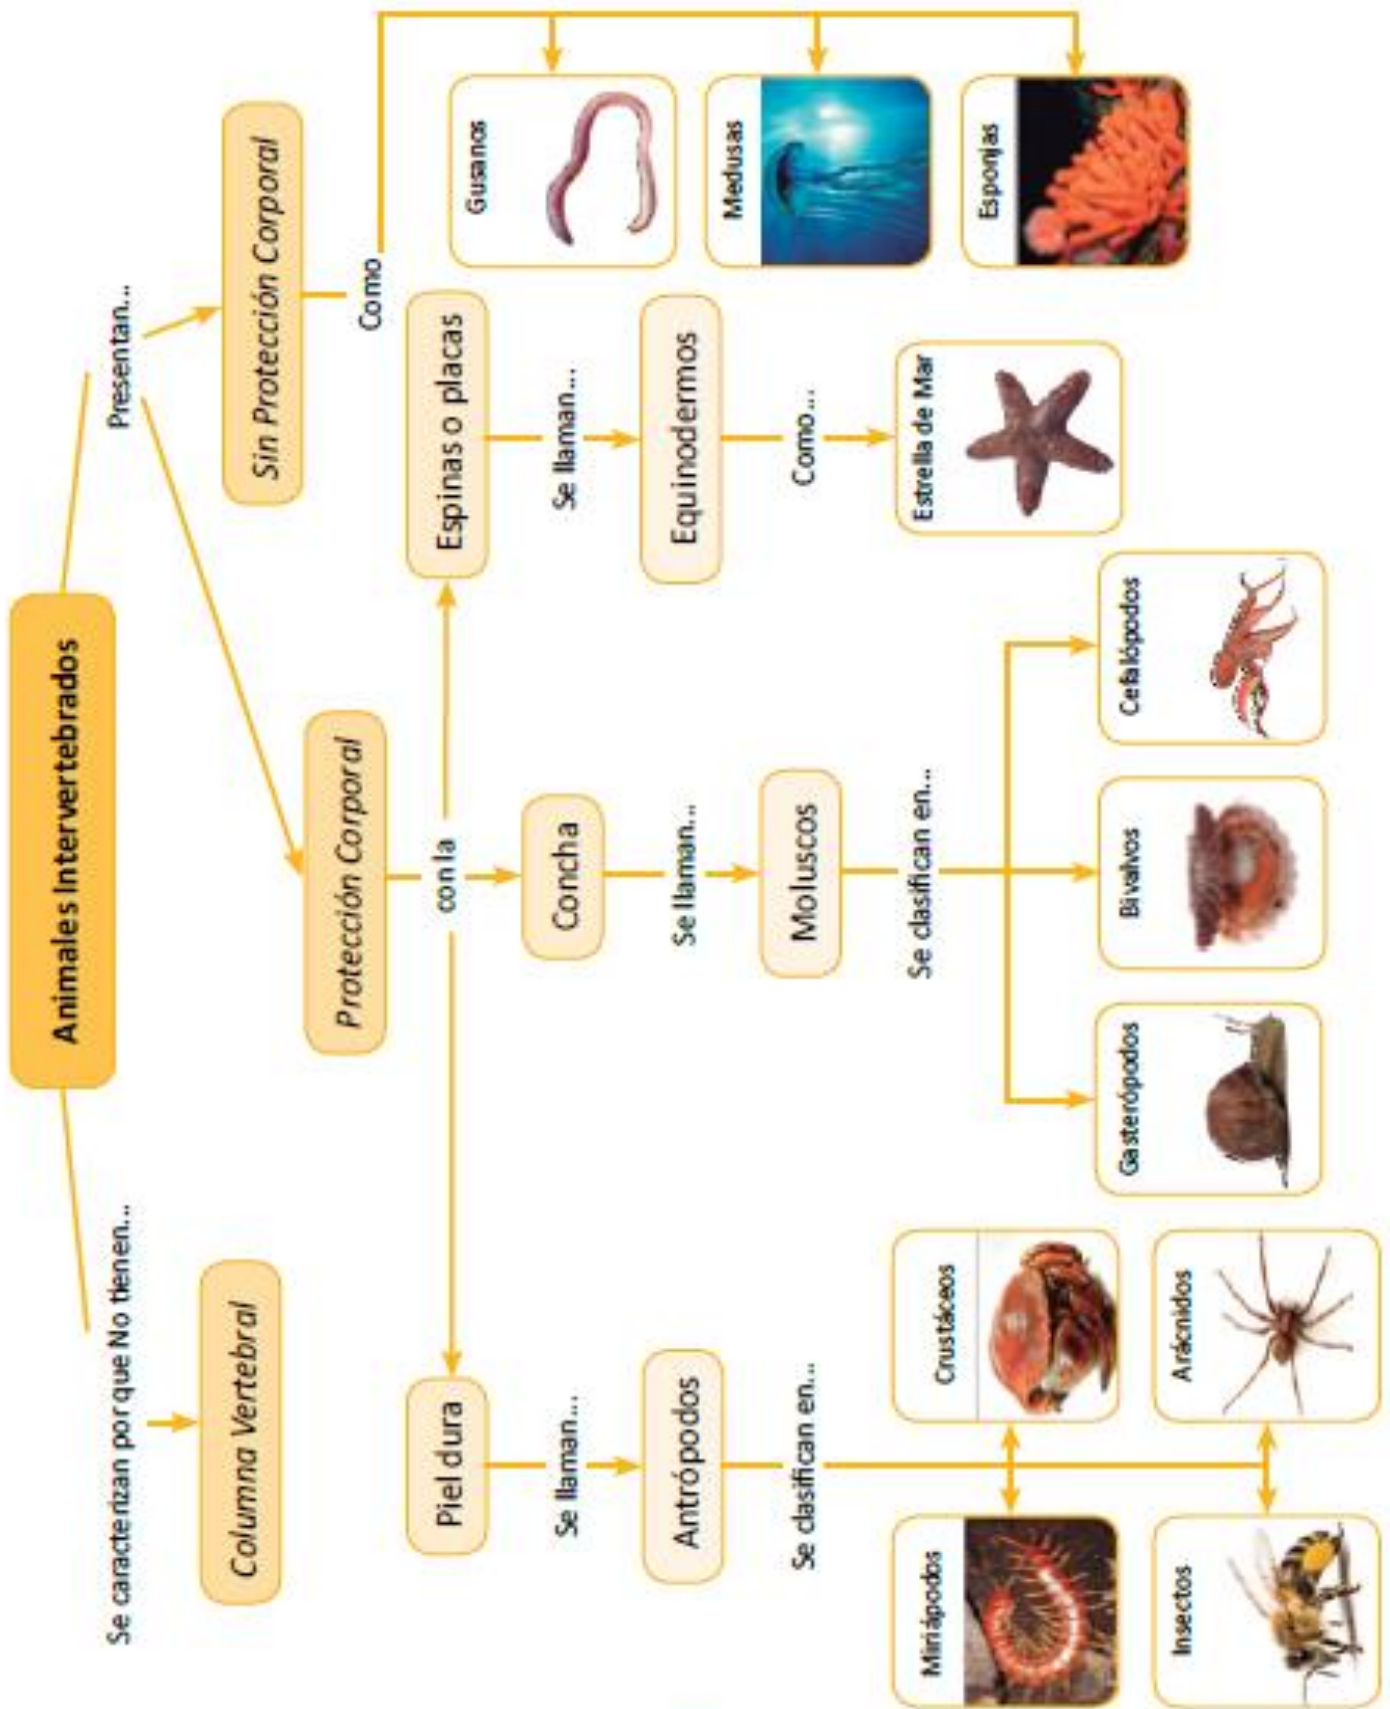 Animales Intervertebrados
Se caracterizan por que No tienen...
Columna Vertebral
Presentan...
Protección Corporal
con la
Piel dura
Se llaman...
Antrópodos
Se clasifican en...
Miriápodos
Crustáceos
Insectos
Arácnidos
Concha
Se llaman...
Moluscos
Se clasifican en...
Gasterópodos
Bivalvos
Cefalópodos
Espinas o placas
Se llaman...
Equinodermos
Como...
Estrella de Mar
Sin Protección Corporal
Como
Gusanos
Medusas
Esponjas